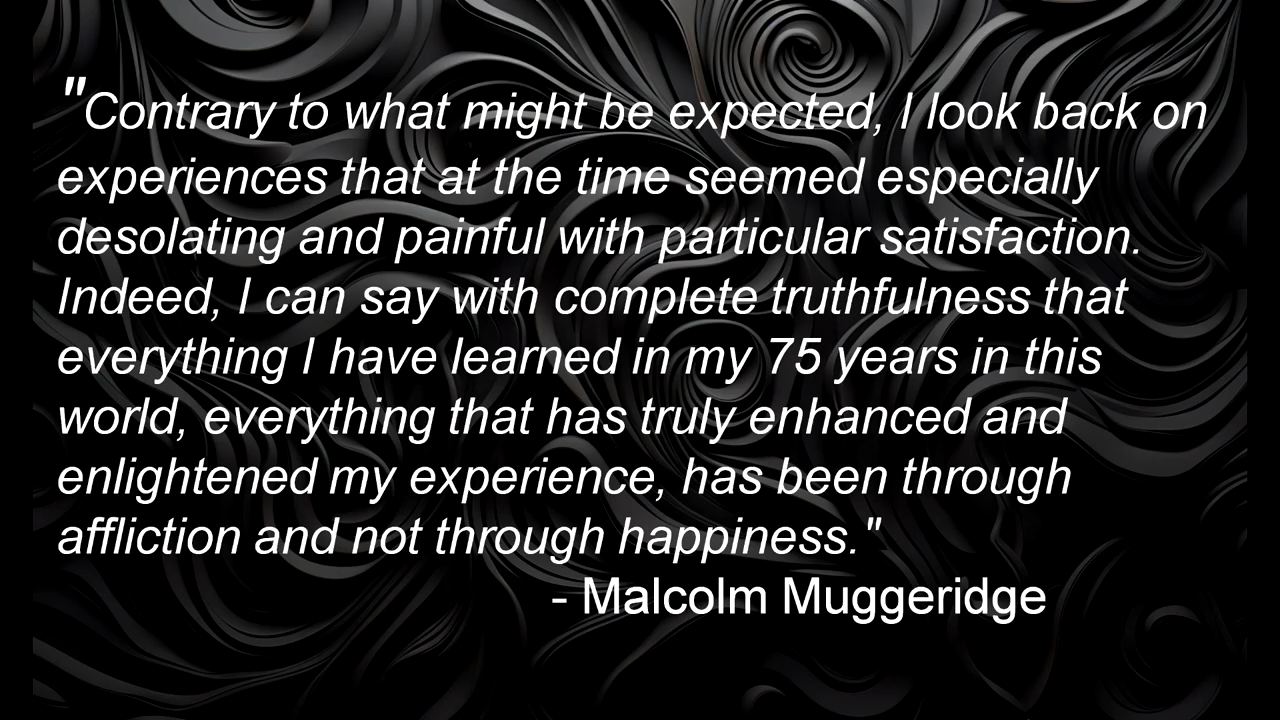 "Contrary to what might be expected, I look back on
experiences that at the time seemed especially
desolating and painful with particular satisfaction.
Indeed, I can say with complete truthfulness that
everything I have learned in my 75 years in this
world, everything that has truly enhanced and
enlightened my experience, has been through
affliction and not through happiness."
- Malcolm Muggeridge